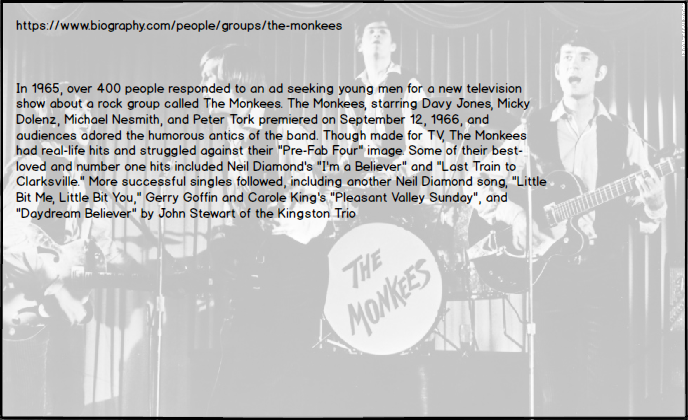 https://www.biography.com/people/groups/the-monkees
In 1965, over 400 people responded to an ad seeking young men for a new television
show about a rock group called The Monkees. The Monkees, starring Davy Jones, Micky
Dolenz, Michael Nesmith, and Peter Tork premiered on September 12, 1966, and
audiences adored the humorous antics of the band. Though made for TV, The Monkees
had real-life hits and struggled against their "Pre-Fab Four" image. Some of their best-
loved and number one hits included Neil Diamond's "I'm a Believer" and "Last Train to
Clarksville." More successful singles followed, including another Neil Diamond song, "Little
Bit Me, Little Bit You," Gerry Goffin and Carole King's "Pleasant Valley Sunday", and
"Daydream Believer" by John Stewart of the Kingston Trio
THE
MONKEES